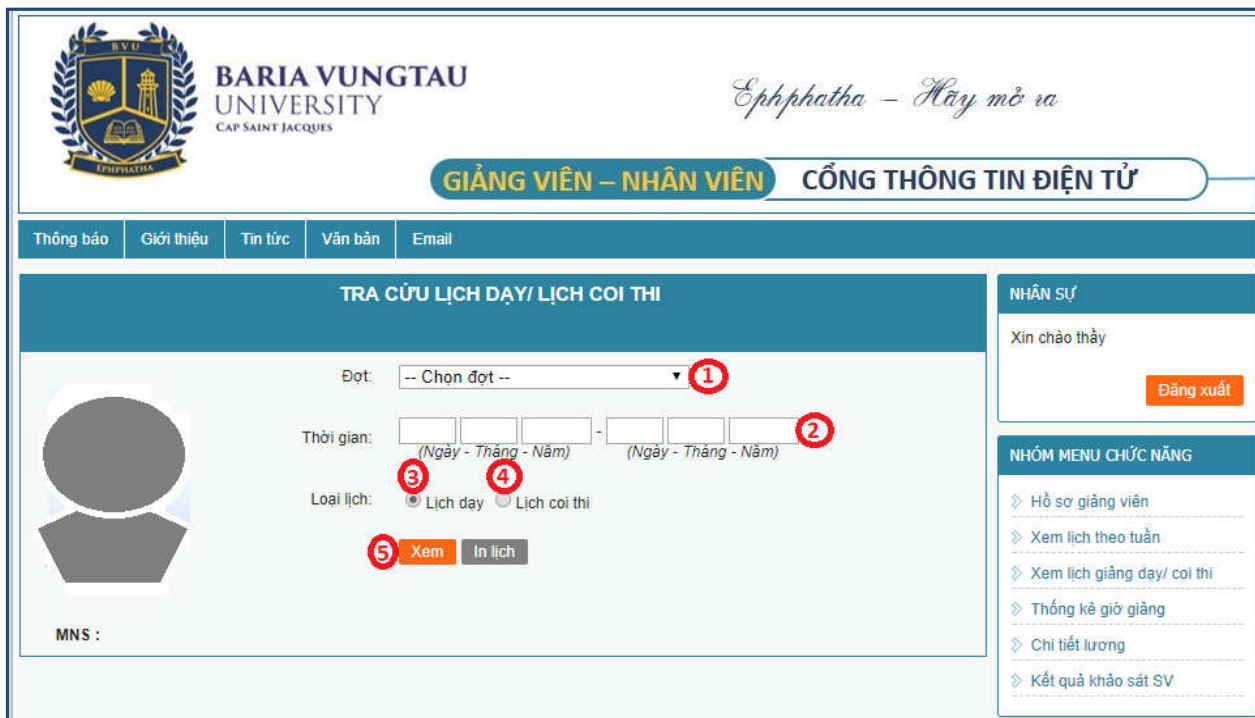 BVU
EPHPHATHA
BARIA VUNGTAU
UNIVERSITY
CAP SAINT JACQUES
Ephphatha – Hãy mở ra
GIẢNG VIÊN – NHÂN VIÊN CỔNG THÔNG TIN ĐIỆN TỬ
Thông báo Giới thiệu Tin tức Văn bản Email
TRA CỨU LỊCH DẠY/ LỊCH COI THI
Đợt: -- Chọn đợt -- 1
Thời gian: - 2
(Ngày - Tháng - Năm) (Ngày - Tháng - Năm)
3 4
Loại lịch: Lịch dạy Lịch coi thi
5 Xem In lịch
MNS :
NHÂN SỰ
Xin chào thầy
Đăng xuất
NHÓM MENU CHỨC NĂNG
Hồ sơ giảng viên
Xem lịch theo tuần
Xem lịch giảng dạy/ coi thi
Thống kê giờ giảng
Chi tiết lương
Kết quả khảo sát SV